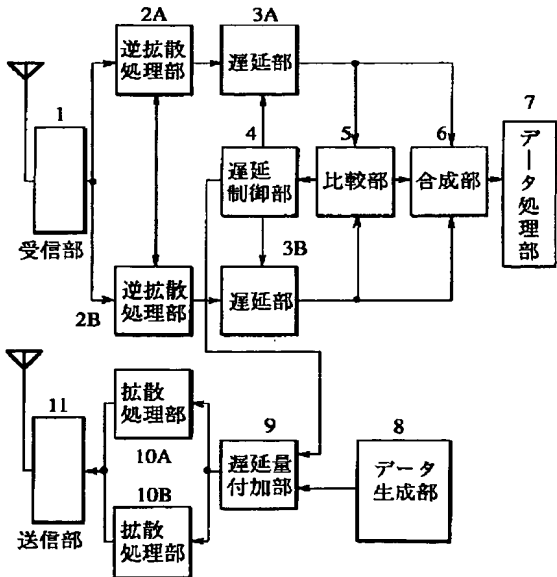 2A
逆拡散
処理部
3A
遅延部
1
受信部
4
遅延
制御部
5
比較部
6
合成部
7
データ処理部
2B
逆拡散
処理部
3B
遅延部
11
送信部
拡散
処理部
10A
10B
拡散
処理部
9
遅延量
付加部
8
データ
生成部